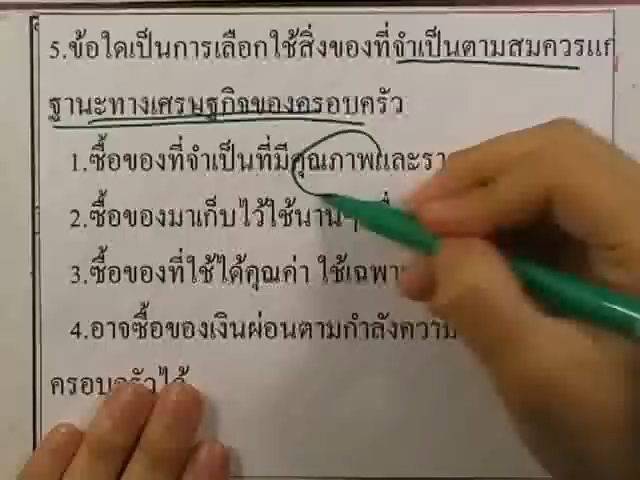 5.ข้อใดเป็นการเลือกใช้สิ่งของที่จำเป็นตามสมควรแก่
ฐานะทางเศรษฐกิจของครอบครัว
1.ซื้อของที่จำเป็นที่มีคุณภาพและรา
2.ซื้อของมาเก็บไว้ใช้นานๆ
3.ซื้อของที่ใช้ได้คุณค่า ใช้เฉพา
4.อาจซื้อของเงินผ่อนตามกำลังความ
ครอบครัวได้